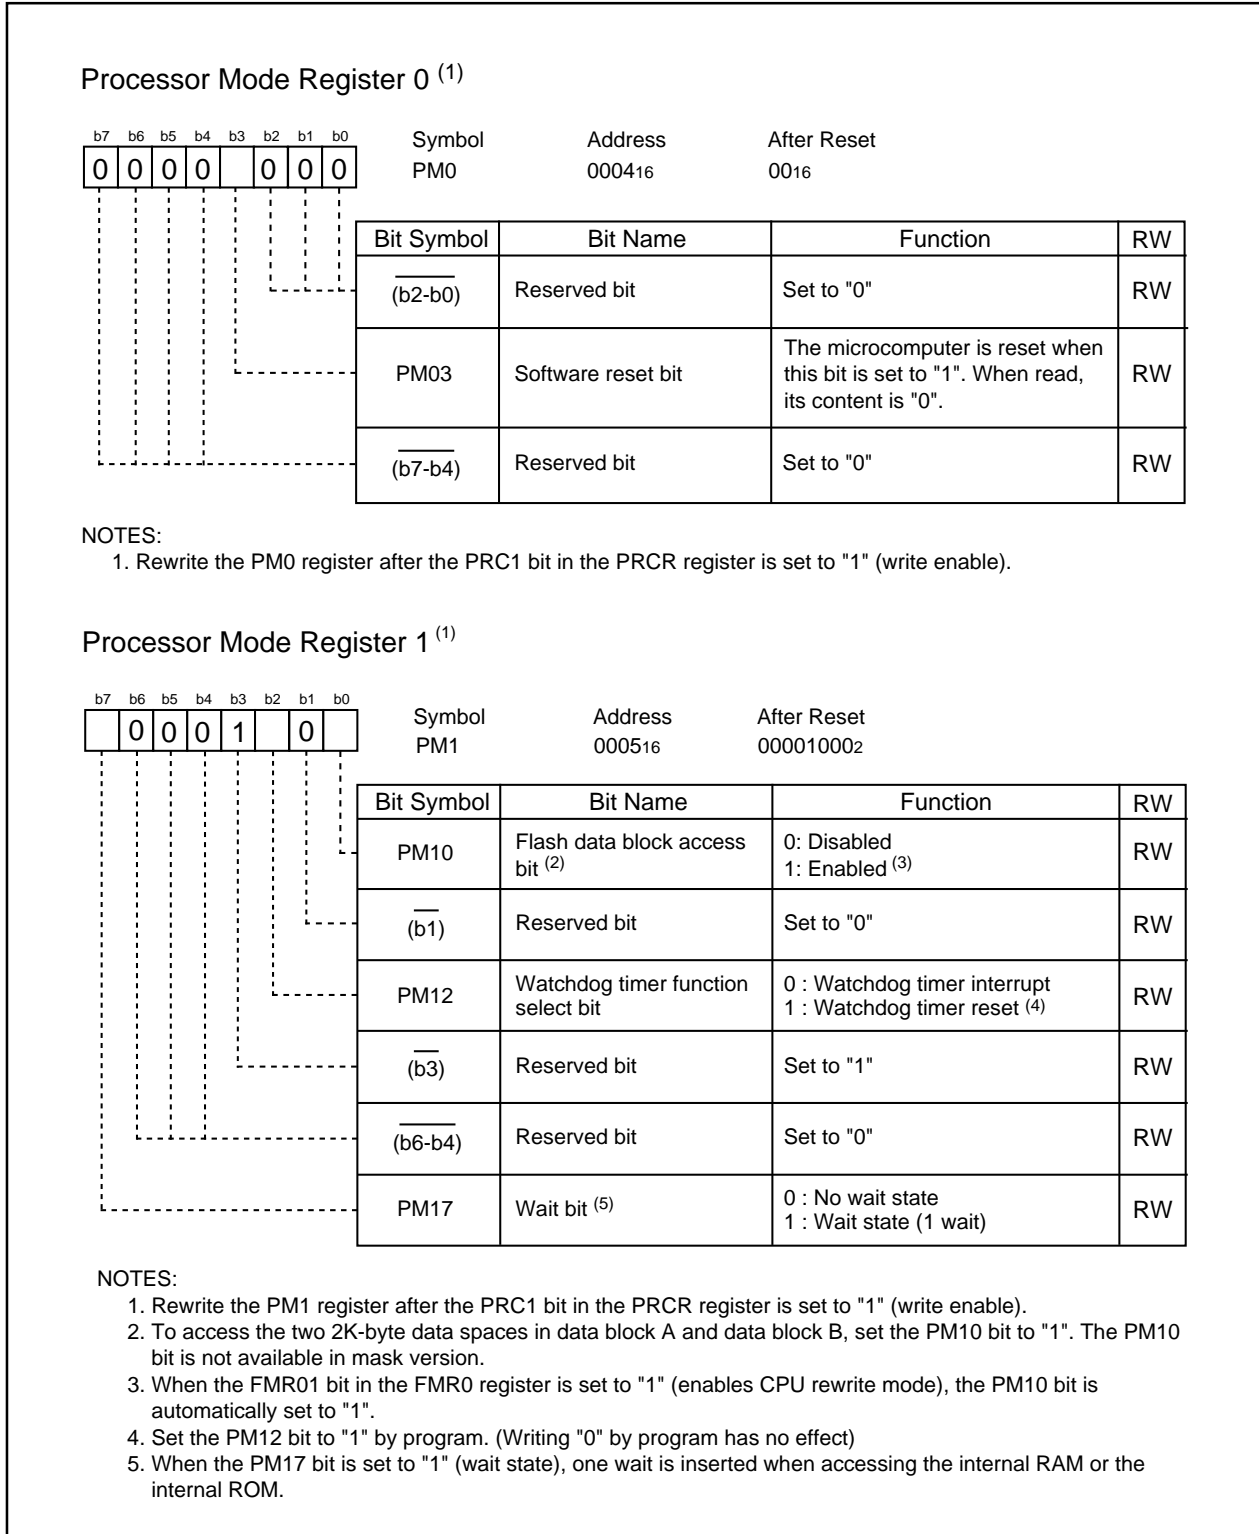 Processor Mode Register 0 (1)
b7 b6 b5 b4 b3 b2 b1 b0
Symbol Address After Reset
0 0 0 0 0 0 0
PM0 000416 0016
Bit Symbol Bit Name Function RW
(b2-b0) Reserved bit Set to "0" RW
The microcomputer is reset when
PM03 Software reset bit this bit is set to "1". When read, RW
its content is "0".
(b7-b4) Reserved bit Set to "0" RW
NOTES:
1. Rewrite the PM0 register after the PRC1 bit in the PRCR register is set to "1" (write enable).
Processor Mode Register 1 (1)
b7 b6 b5 b4 b3 b2 b1 b0
Symbol Address After Reset
0 0 0 1 0
PM1 000516 000010002
Bit Symbol Bit Name Function RW
Flash data block access 0: Disabled
PM10 RW
bit (2) 1: Enabled (3)
(b1) Reserved bit Set to "0" RW
Watchdog timer function 0 : Watchdog timer interrupt
PM12 RW
select bit 1 : Watchdog timer reset (4)
(b3) Reserved bit Set to "1" RW
(b6-b4) Reserved bit Set to "0" RW
0 : No wait state
PM17 Wait bit (5) RW
1 : Wait state (1 wait)
NOTES:
1. Rewrite the PM1 register after the PRC1 bit in the PRCR register is set to "1" (write enable).
2. To access the two 2K-byte data spaces in data block A and data block B, set the PM10 bit to "1". The PM10
bit is not available in mask version.
3. When the FMR01 bit in the FMR0 register is set to "1" (enables CPU rewrite mode), the PM10 bit is
automatically set to "1".
4. Set the PM12 bit to "1" by program. (Writing "0" by program has no effect)
5. When the PM17 bit is set to "1" (wait state), one wait is inserted when accessing the internal RAM or the
internal ROM.